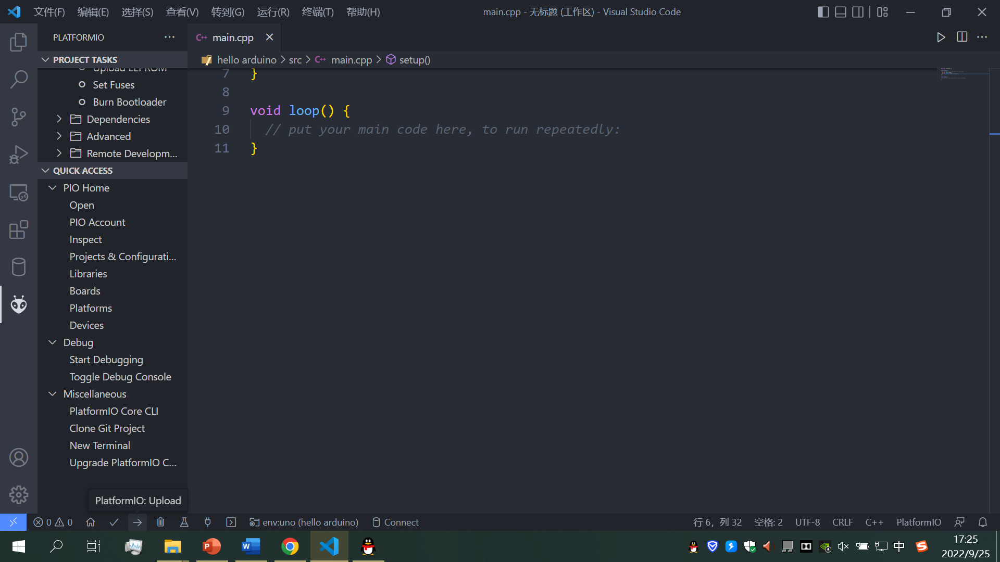 文件(F) 编辑(E) 选择(S) 查看(V) 转到(G) 运行(R) 终端(T) 帮助(H)
main.cpp - 无标题 (工作区) - Visual Studio Code
PLATFORMIO
C++ main.cpp
PROJECT TASKS
hello arduino > src > C++ main.cpp > setup()
Upload EEPROM
Set Fuses
Burn Bootloader
Dependencies
Advanced
Remote Developm...
QUICK ACCESS
PIO Home
Open
PIO Account
Inspect
Projects & Configurati...
Libraries
Boards
Platforms
Devices
Debug
Start Debugging
Toggle Debug Console
Miscellaneous
PlatformIO Core CLI
Clone Git Project
New Terminal
Upgrade PlatformIO C...
7 }
8
9 void loop() {
10 // put your main code here, to run repeatedly:
11 }
PlatformIO: Upload
0 0 env:uno (hello arduino) Connect
行 6，列 32 空格: 2 UTF-8 CRLF C++ PlatformIO
中
17:25
2022/9/25